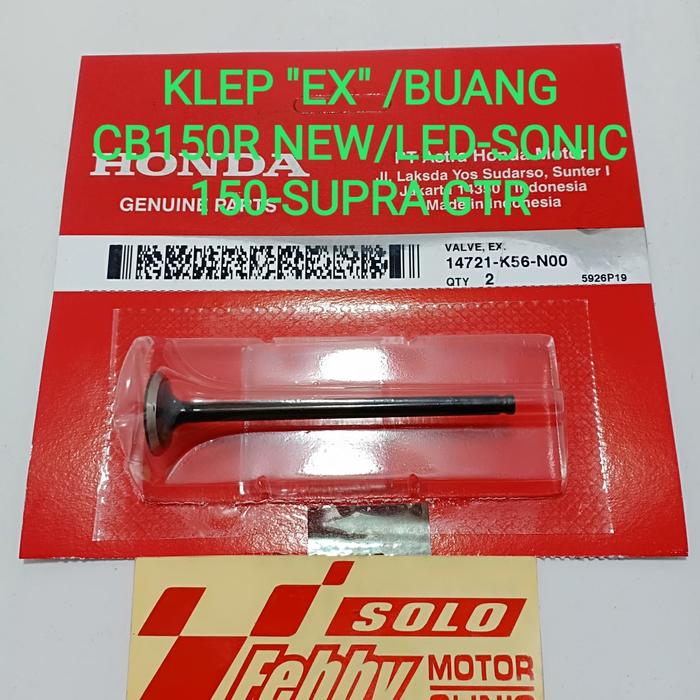 KLEP "EX" /BUANG
CB150R NEW/LED-SONIC
150-SUPRA GTR
HONDA
GENUINE PARTS
PT Astra Honda Motor
Jl. Laksda Yos Sudarso, Sunter I
Jakarta 14350 Indonesia
Made in Indonesia
VALVE, EX.
14721-K56-N00
QTY 2
5926P19
SOLO
Febby MOTOR
CLINIC